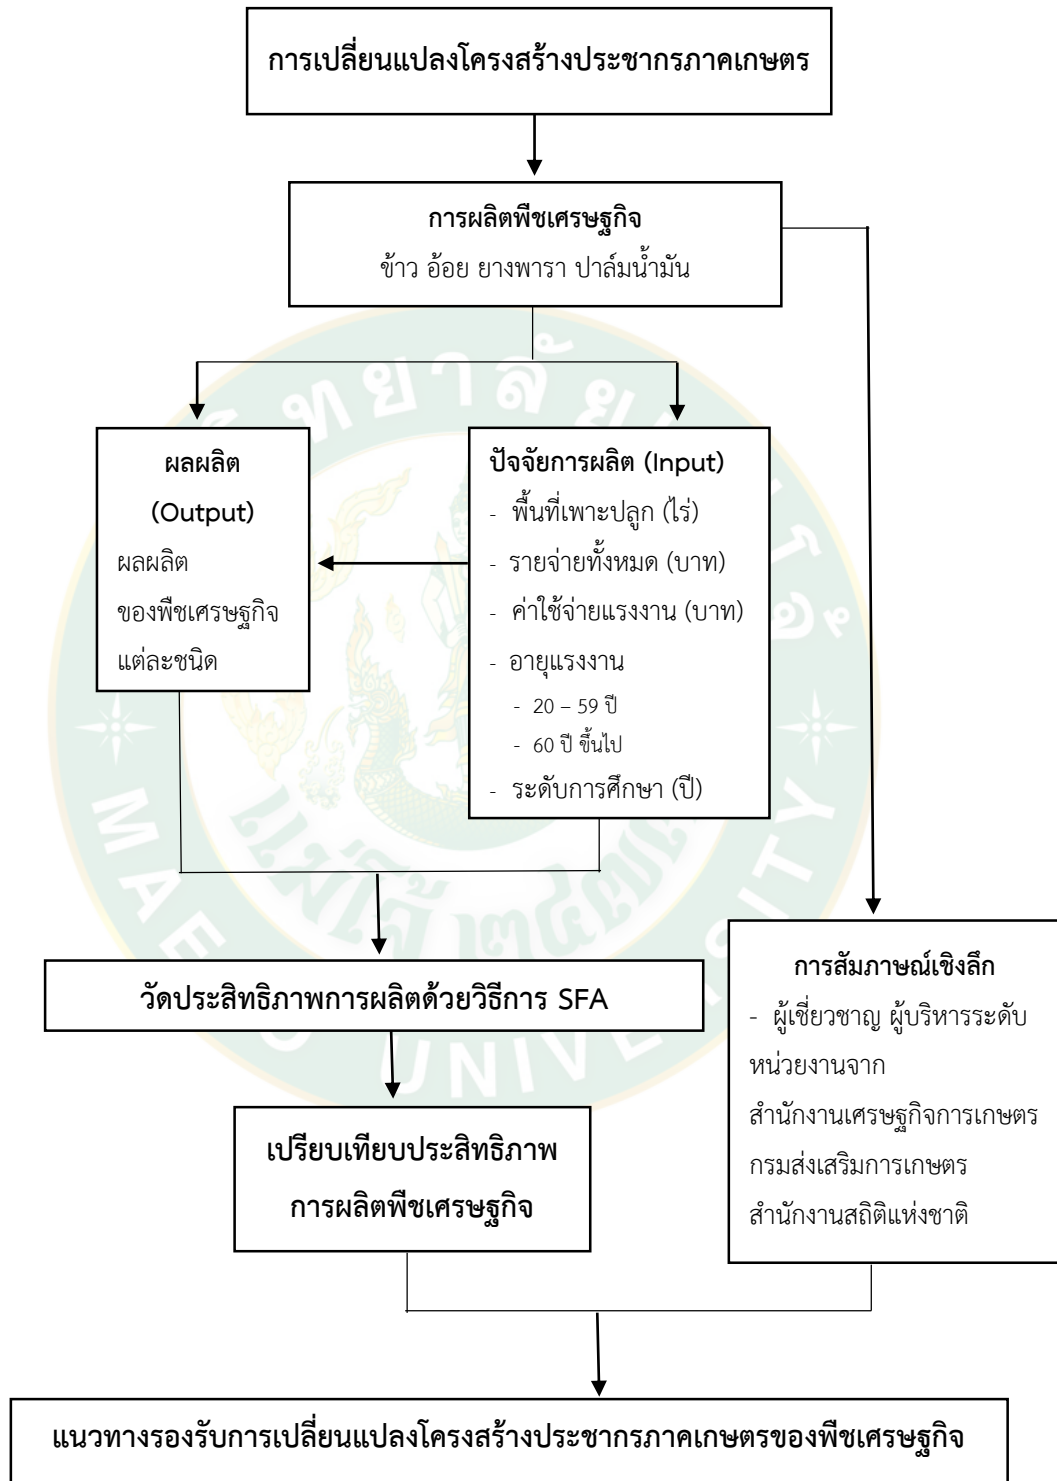 การเปลี่ยนแปลงโครงสร้างประชากรภาคเกษตร
การผลิตพืชเศรษฐกิจ
ข้าว อ้อย ยางพารา ปาล์มน้ำมัน
ผลผลิต
(Output)
ผลผลิต
ของพืชเศรษฐกิจ
แต่ละชนิด
ปัจจัยการผลิต (Input)
- พื้นที่เพาะปลูก (ไร่)
- รายจ่ายทั้งหมด (บาท)
- ค่าใช้จ่ายแรงงาน (บาท)
- อายุแรงงาน
- 20 – 59 ปี
- 60 ปี ขึ้นไป
- ระดับการศึกษา (ปี)
วัดประสิทธิภาพการผลิตด้วยวิธีการ SFA
เปรียบเทียบประสิทธิภาพ
การผลิตพืชเศรษฐกิจ
การสัมภาษณ์เชิงลึก
- ผู้เชี่ยวชาญ ผู้บริหารระดับ
หน่วยงานจาก
สำนักงานเศรษฐกิจการเกษตร
กรมส่งเสริมการเกษตร
สำนักงานสถิติแห่งชาติ
แนวทางรองรับการเปลี่ยนแปลงโครงสร้างประชากรภาคเกษตรของพืชเศรษฐกิจ
UNIVERSITY